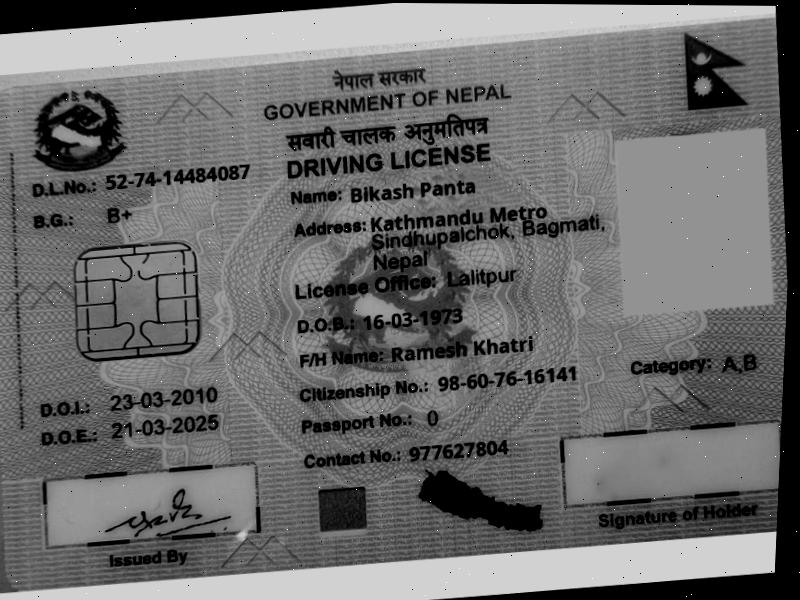 नेपाल सरकार
GOVERNMENT OF NEPAL
सवारी चालक अनुमतिपत्र
DRIVING LICENSE
D.L.No.: 52-74-14484087
B.G.: B+
Name: Bikash Panta
Address: Kathmandu Metro
Sindhupalchok, Bagmati,
Nepal
License Office: Lalitpur
D.O.B.: 16-03-1973
F/H Name: Ramesh Khatri
Citizenship No.: 98-60-76-16141
Category: A,B
Passport No.: 0
Contact No.: 977627804
D.O.I.: 23-03-2010
D.O.E.: 21-03-2025
Issued By
Signature of Holder